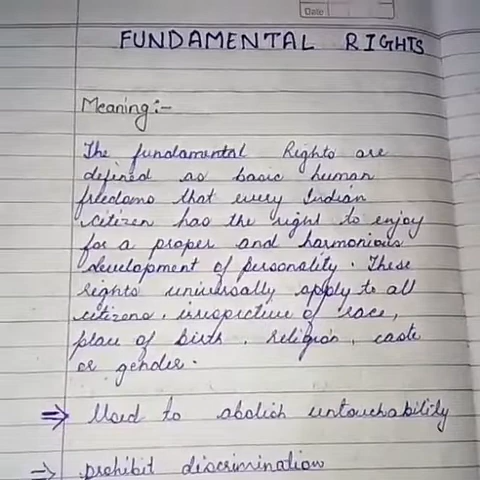 Date
FUNDAMENTAL RIGHTS
Meaning:-
The fundamental Rights are
defined as basic human
freedoms that every Indian
citizen has the right to enjoy
for a proper and harmonious
development of personality. These
rights universally apply to all
citizens, irrespective of race,
place of birth, religion, caste
or gender.
⇒ Used to abolish untouchability
⇒ prohibit discrimination